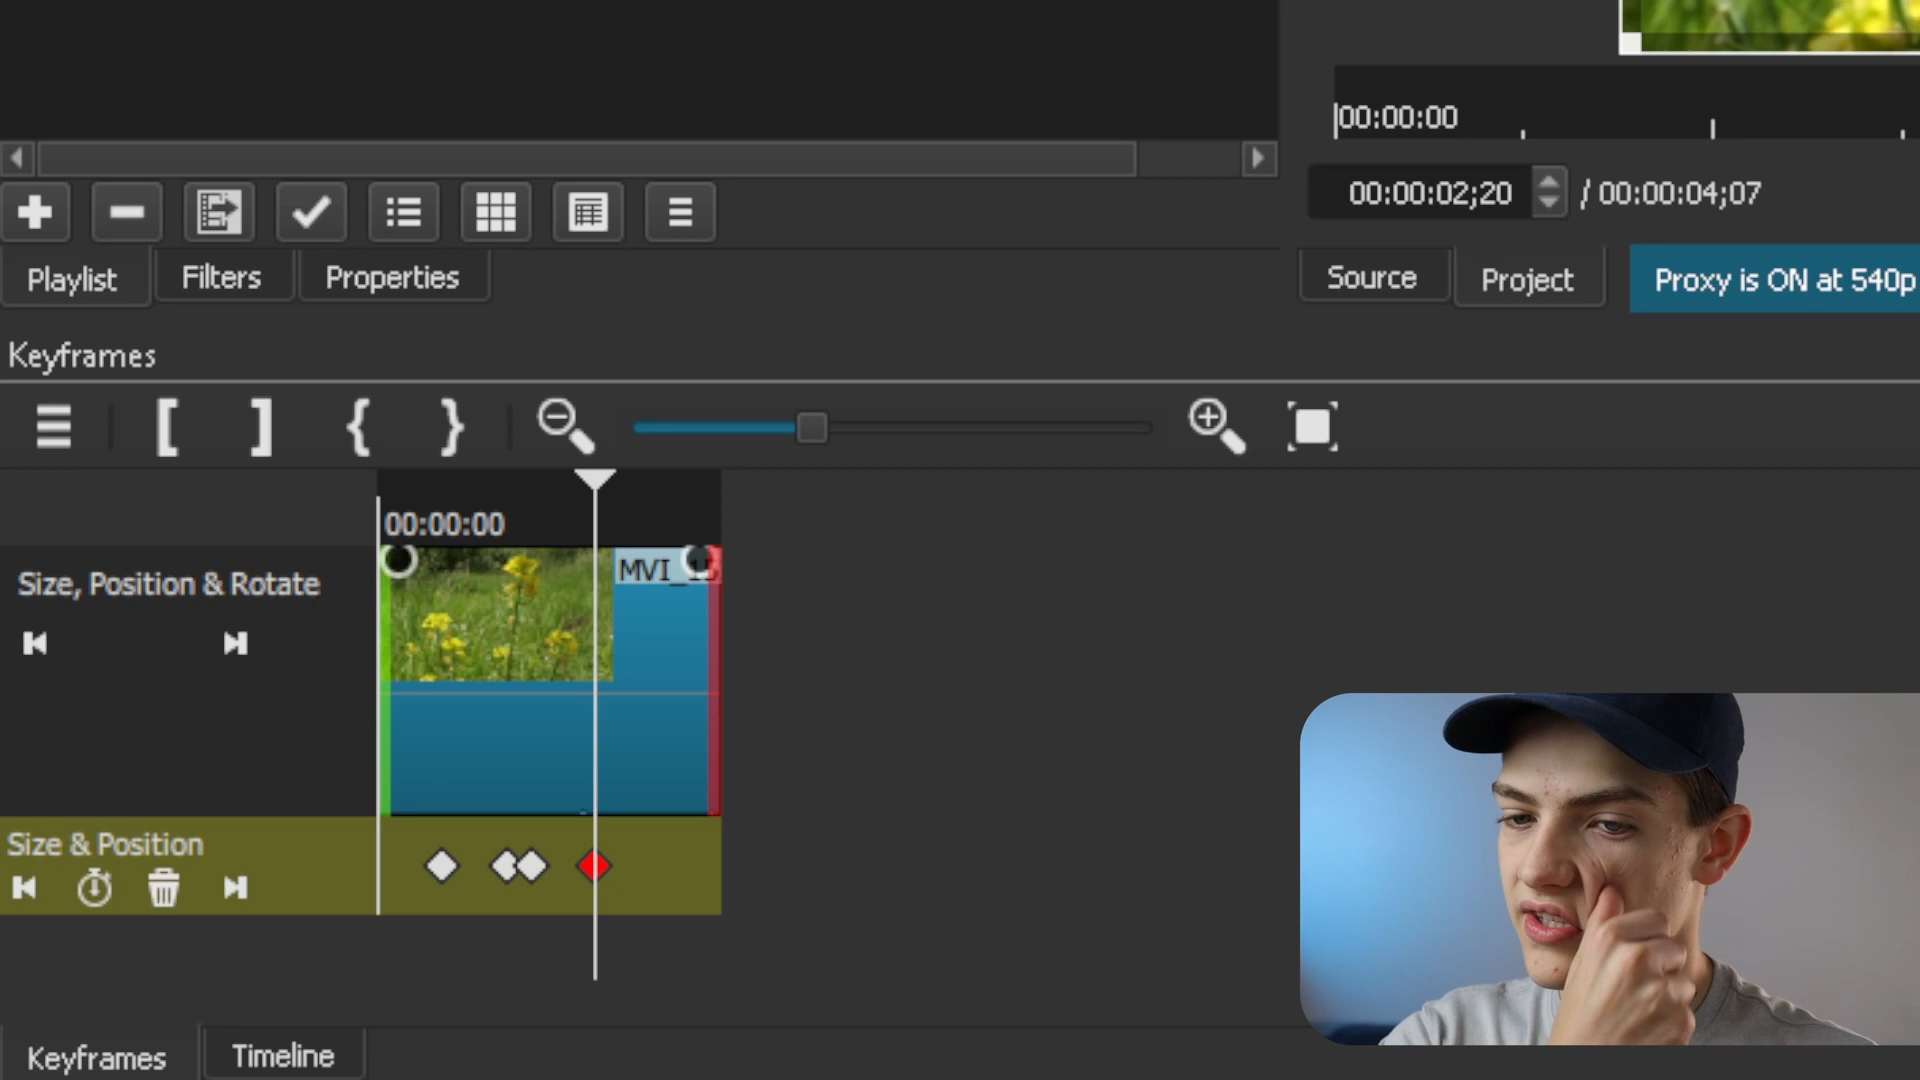 00:00:00
00:00:02;20 / 00:00:04;07
Playlist
Filters
Properties
Source
Project
Proxy is ON at 540p
Keyframes
00:00:00
MVI_15
Size, Position & Rotate
Size & Position
Keyframes
Timeline